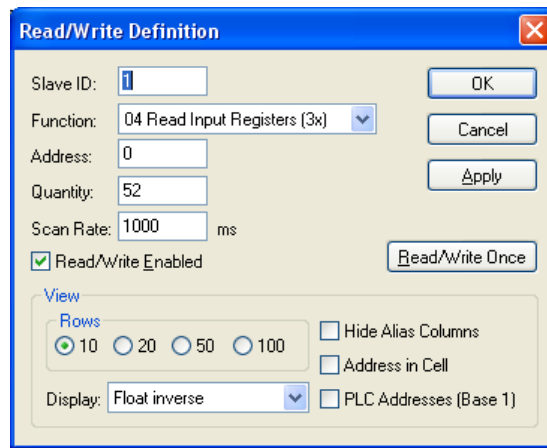 Read/Write Definition
Slave ID: 1
OK
Function: 04 Read Input Registers (3x)
Cancel
Address: 0
Apply
Quantity: 52
Scan Rate: 1000 ms
Read/Write Enabled
Read/Write Once
View
Rows
10 20 50 100
Hide Alias Columns
Address in Cell
Display: Float inverse
PLC Addresses (Base 1)